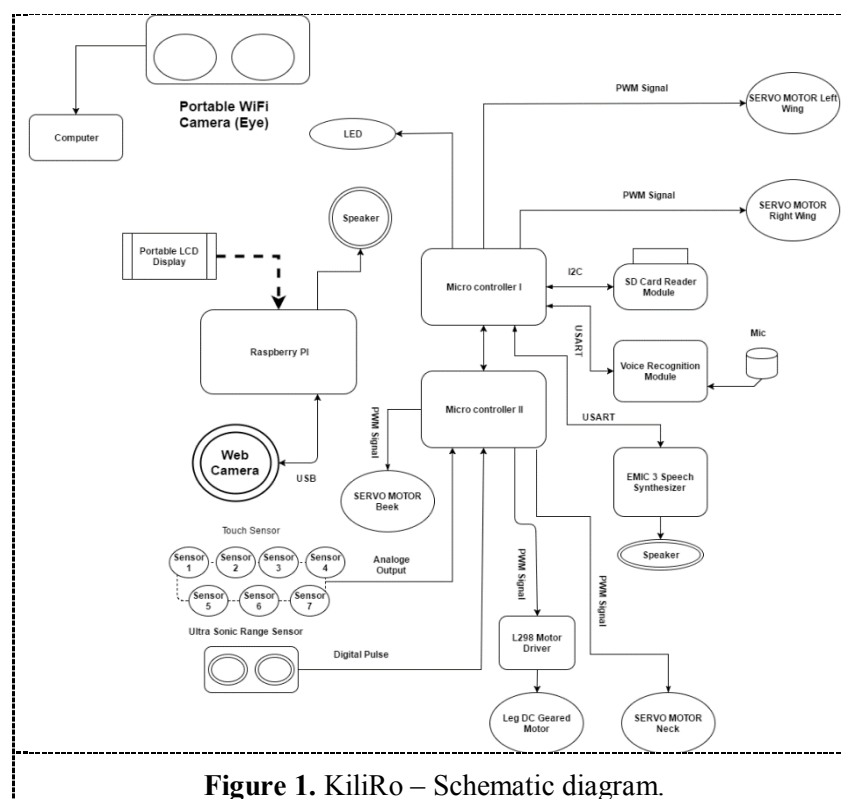 Portable WiFi
Camera (Eye)
Computer
LED
PWM Signal
SERVO MOTOR Left
Wing
Speaker
PWM Signal
SERVO MOTOR
Right Wing
Portable LCD
Display
Micro controller I
I2C
SD Card Reader
Module
Raspberry PI
USART
Voice Recognition
Module
Mic
Micro controller II
PWM Signal
USART
Web
Camera
USB
SERVO MOTOR
Beek
EMIC 3 Speech
Synthesizer
Touch Sensor
Sensor
1
Sensor
2
Sensor
3
Sensor
4
Sensor
5
Sensor
6
Sensor
7
Analoge
Output
Speaker
PWM Signal
PWM Signal
Ultra Sonic Range Sensor
Digital Pulse
L298 Motor
Driver
Leg DC Geared
Motor
SERVO MOTOR
Neck
Figure 1. KiliRo – Schematic diagram.